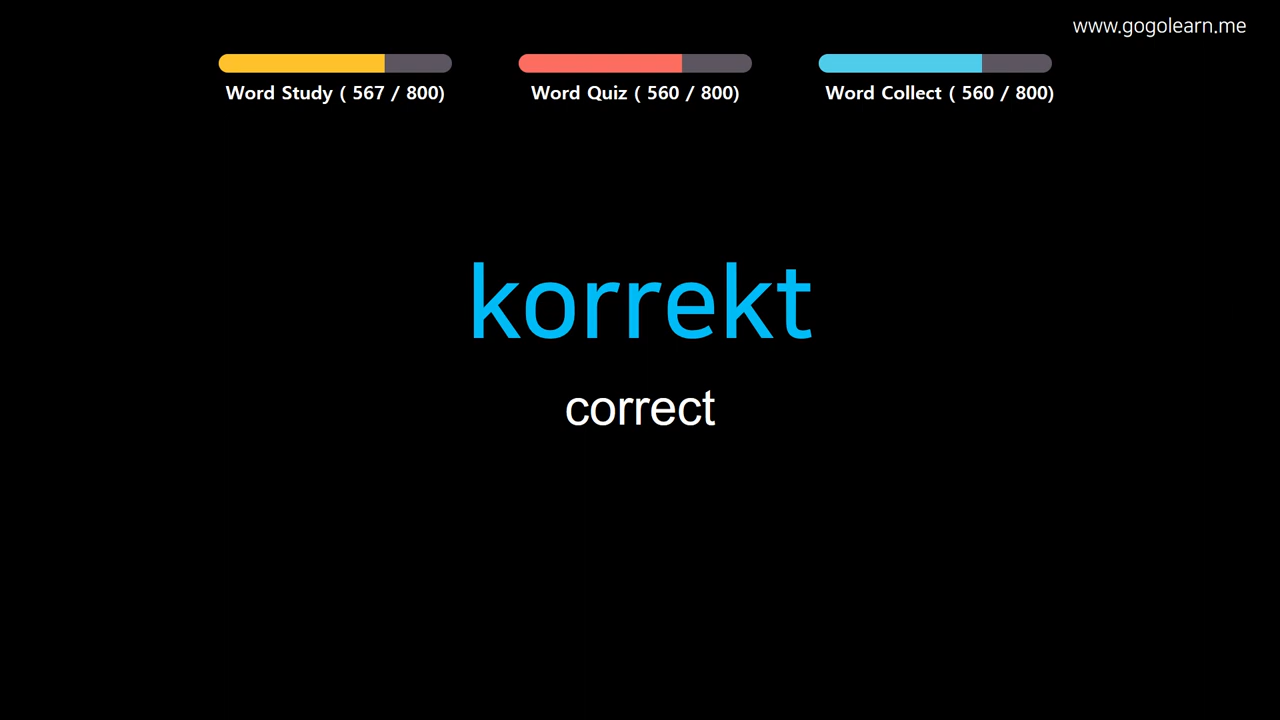 www.gogolearn.me
Word Study ( 567 / 800)
Word Quiz ( 560 / 800)
Word Collect ( 560 / 800)
korrekt
correct